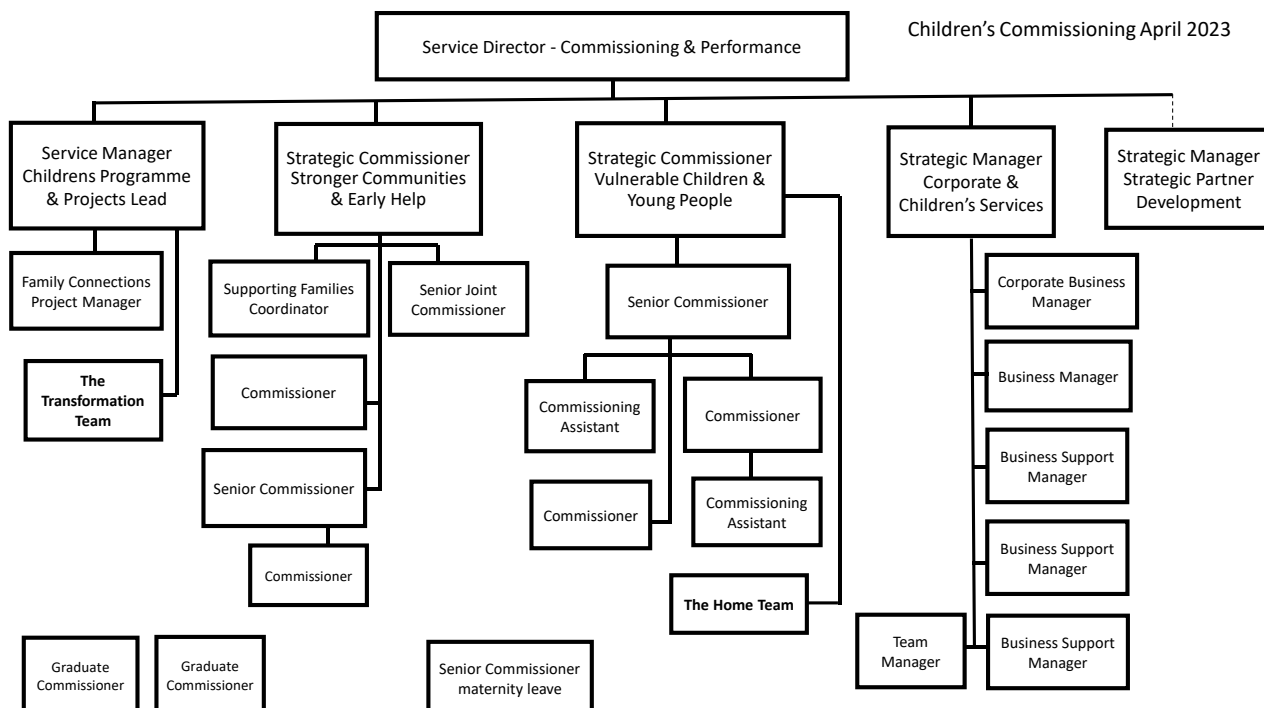 Children’s Commissioning April 2023
Service Director - Commissioning & Performance
Service Manager
Childrens Programme
& Projects Lead
Strategic Commissioner
Stronger Communities
& Early Help
Strategic Commissioner
Vulnerable Children &
Young People
Strategic Manager
Corporate &
Children’s Services
Strategic Manager
Strategic Partner
Development
Family Connections
Project Manager
The
Transformation
Team
Supporting Families
Coordinator
Senior Joint
Commissioner
Commissioner
Senior Commissioner
Commissioner
Senior Commissioner
Commissioning
Assistant
Commissioner
Commissioner
Commissioning
Assistant
The Home Team
Corporate Business
Manager
Business Manager
Business Support
Manager
Business Support
Manager
Team
Manager
Business Support
Manager
Graduate
Commissioner
Graduate
Commissioner
Senior Commissioner
maternity leave